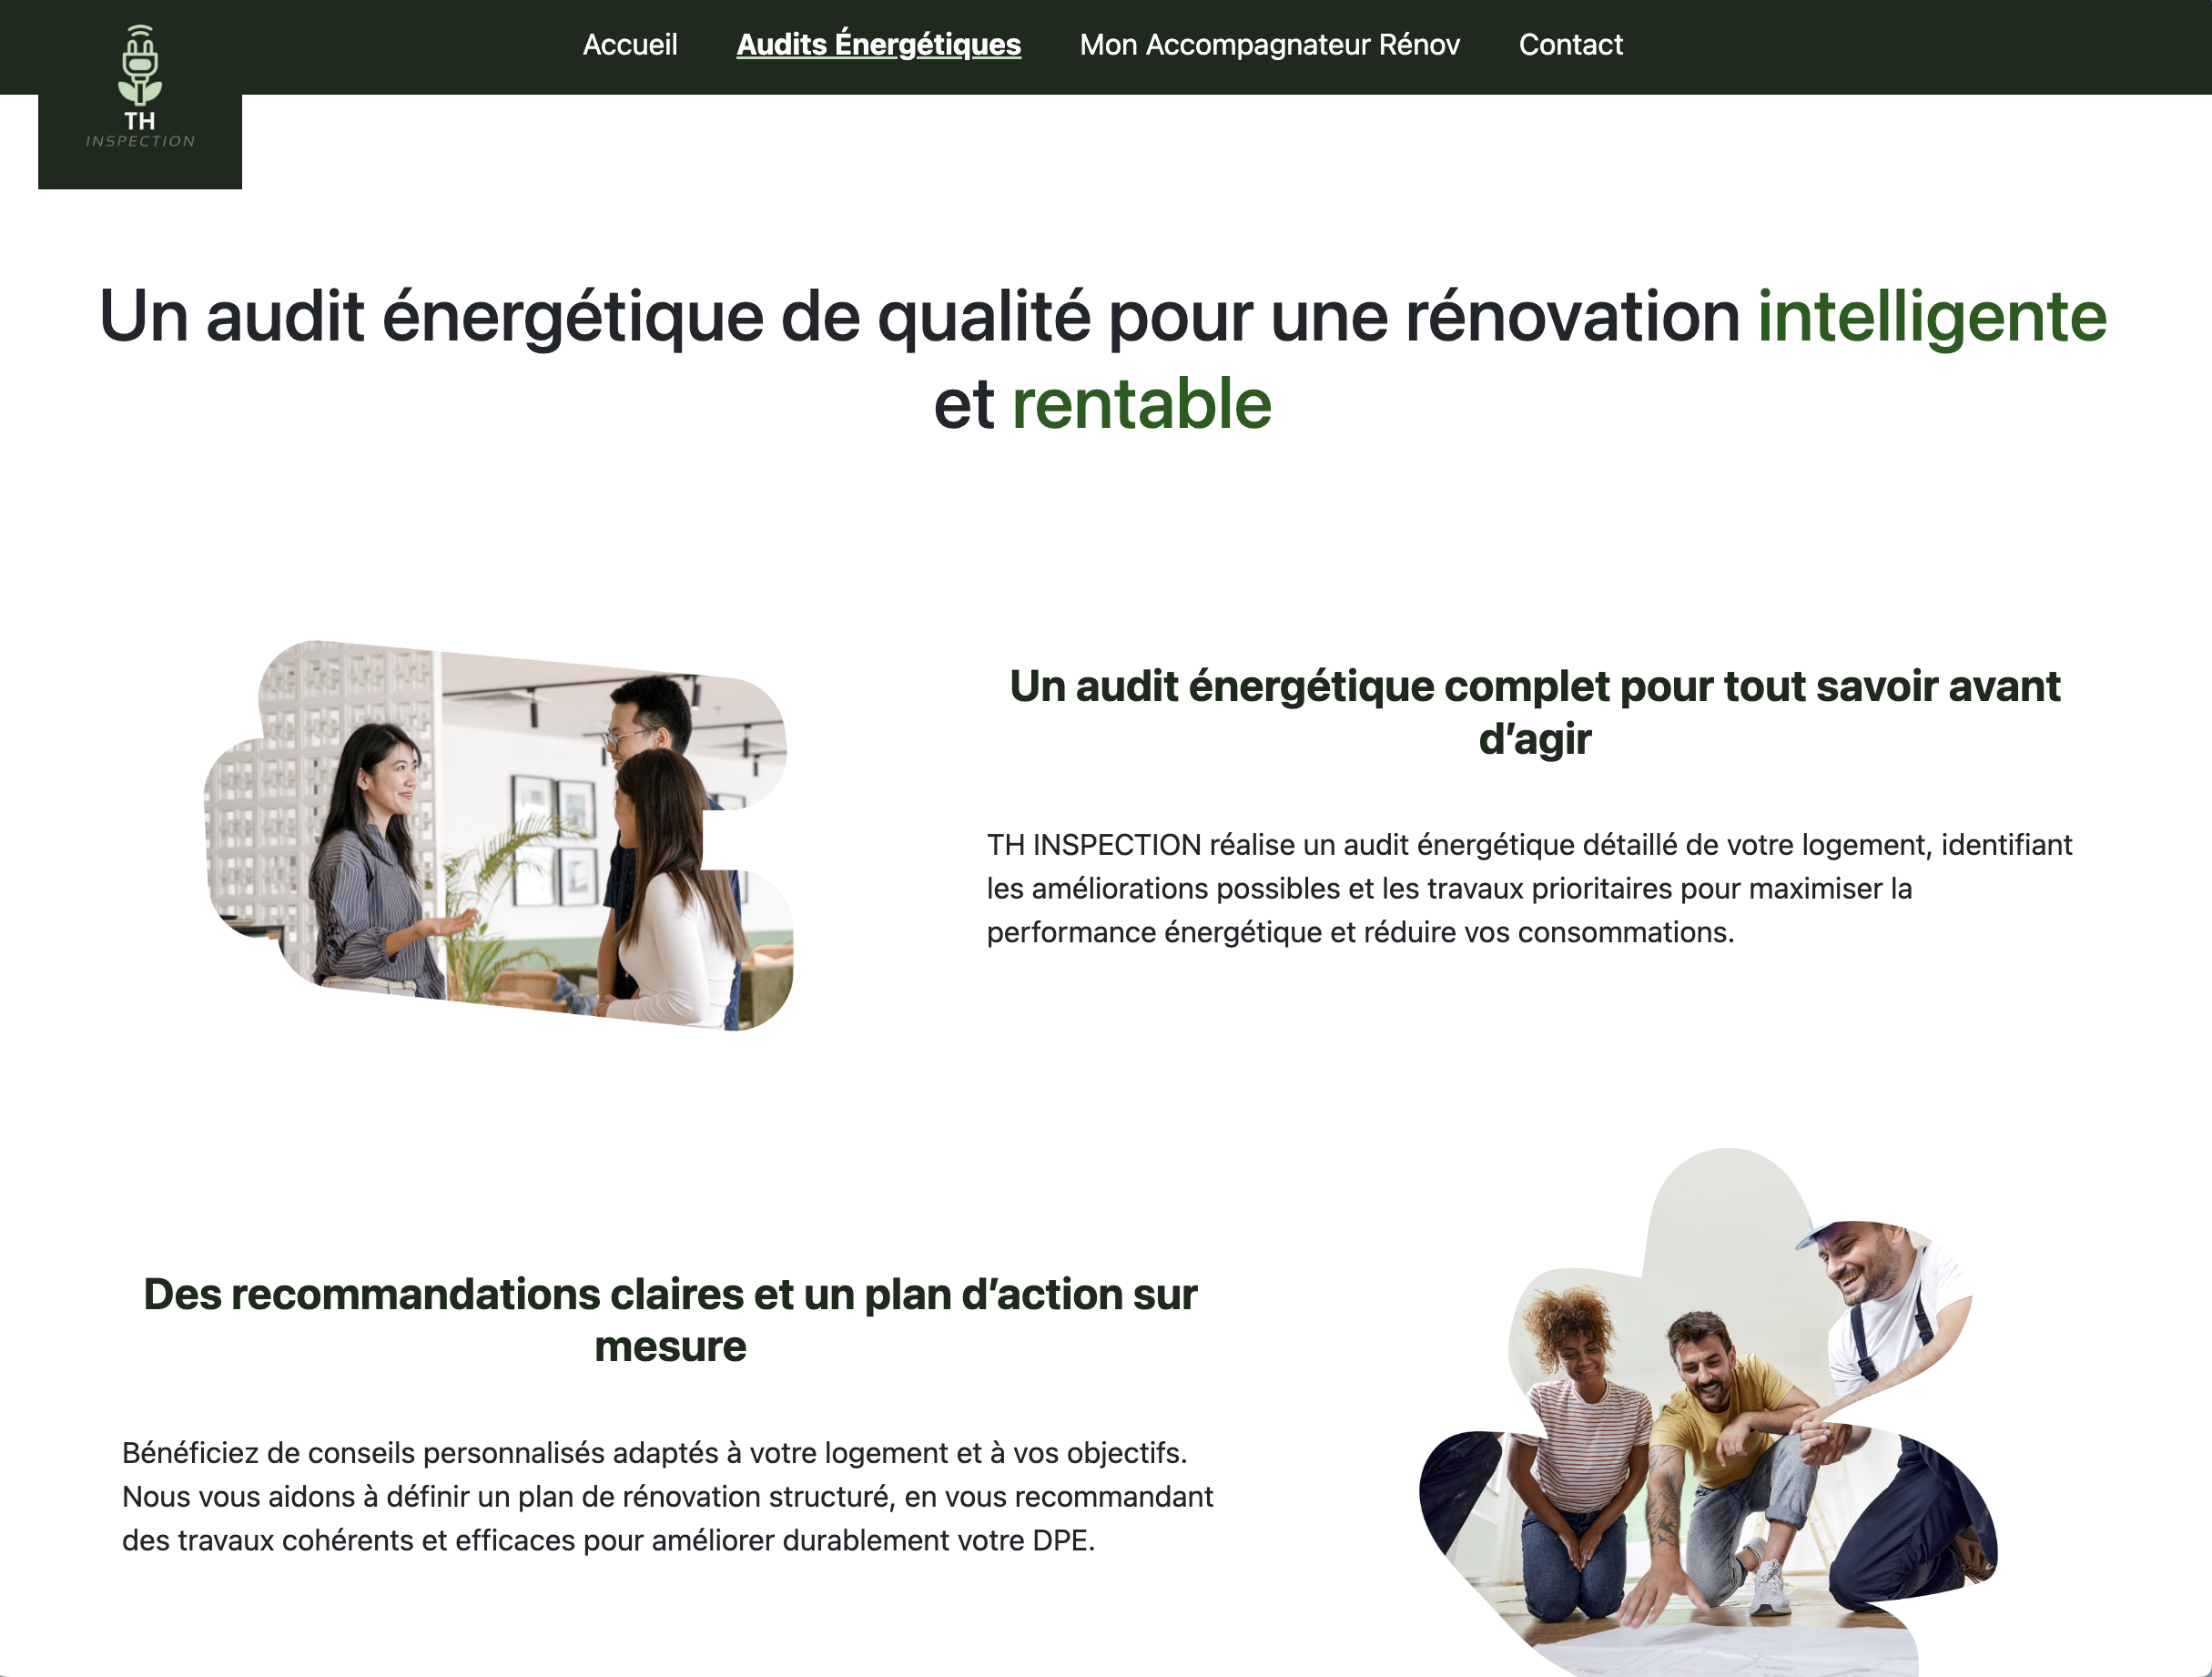 TH
INSPECTION
Accueil Audits Énergétiques Mon Accompagnateur Rénov Contact
Un audit énergétique de qualité pour une rénovation intelligente
et rentable
Un audit énergétique complet pour tout savoir avant
d’agir
TH INSPECTION réalise un audit énergétique détaillé de votre logement, identifiant
les améliorations possibles et les travaux prioritaires pour maximiser la
performance énergétique et réduire vos consommations.
Des recommandations claires et un plan d’action sur
mesure
Bénéficiez de conseils personnalisés adaptés à votre logement et à vos objectifs.
Nous vous aidons à définir un plan de rénovation structuré, en vous recommandant
des travaux cohérents et efficaces pour améliorer durablement votre DPE.